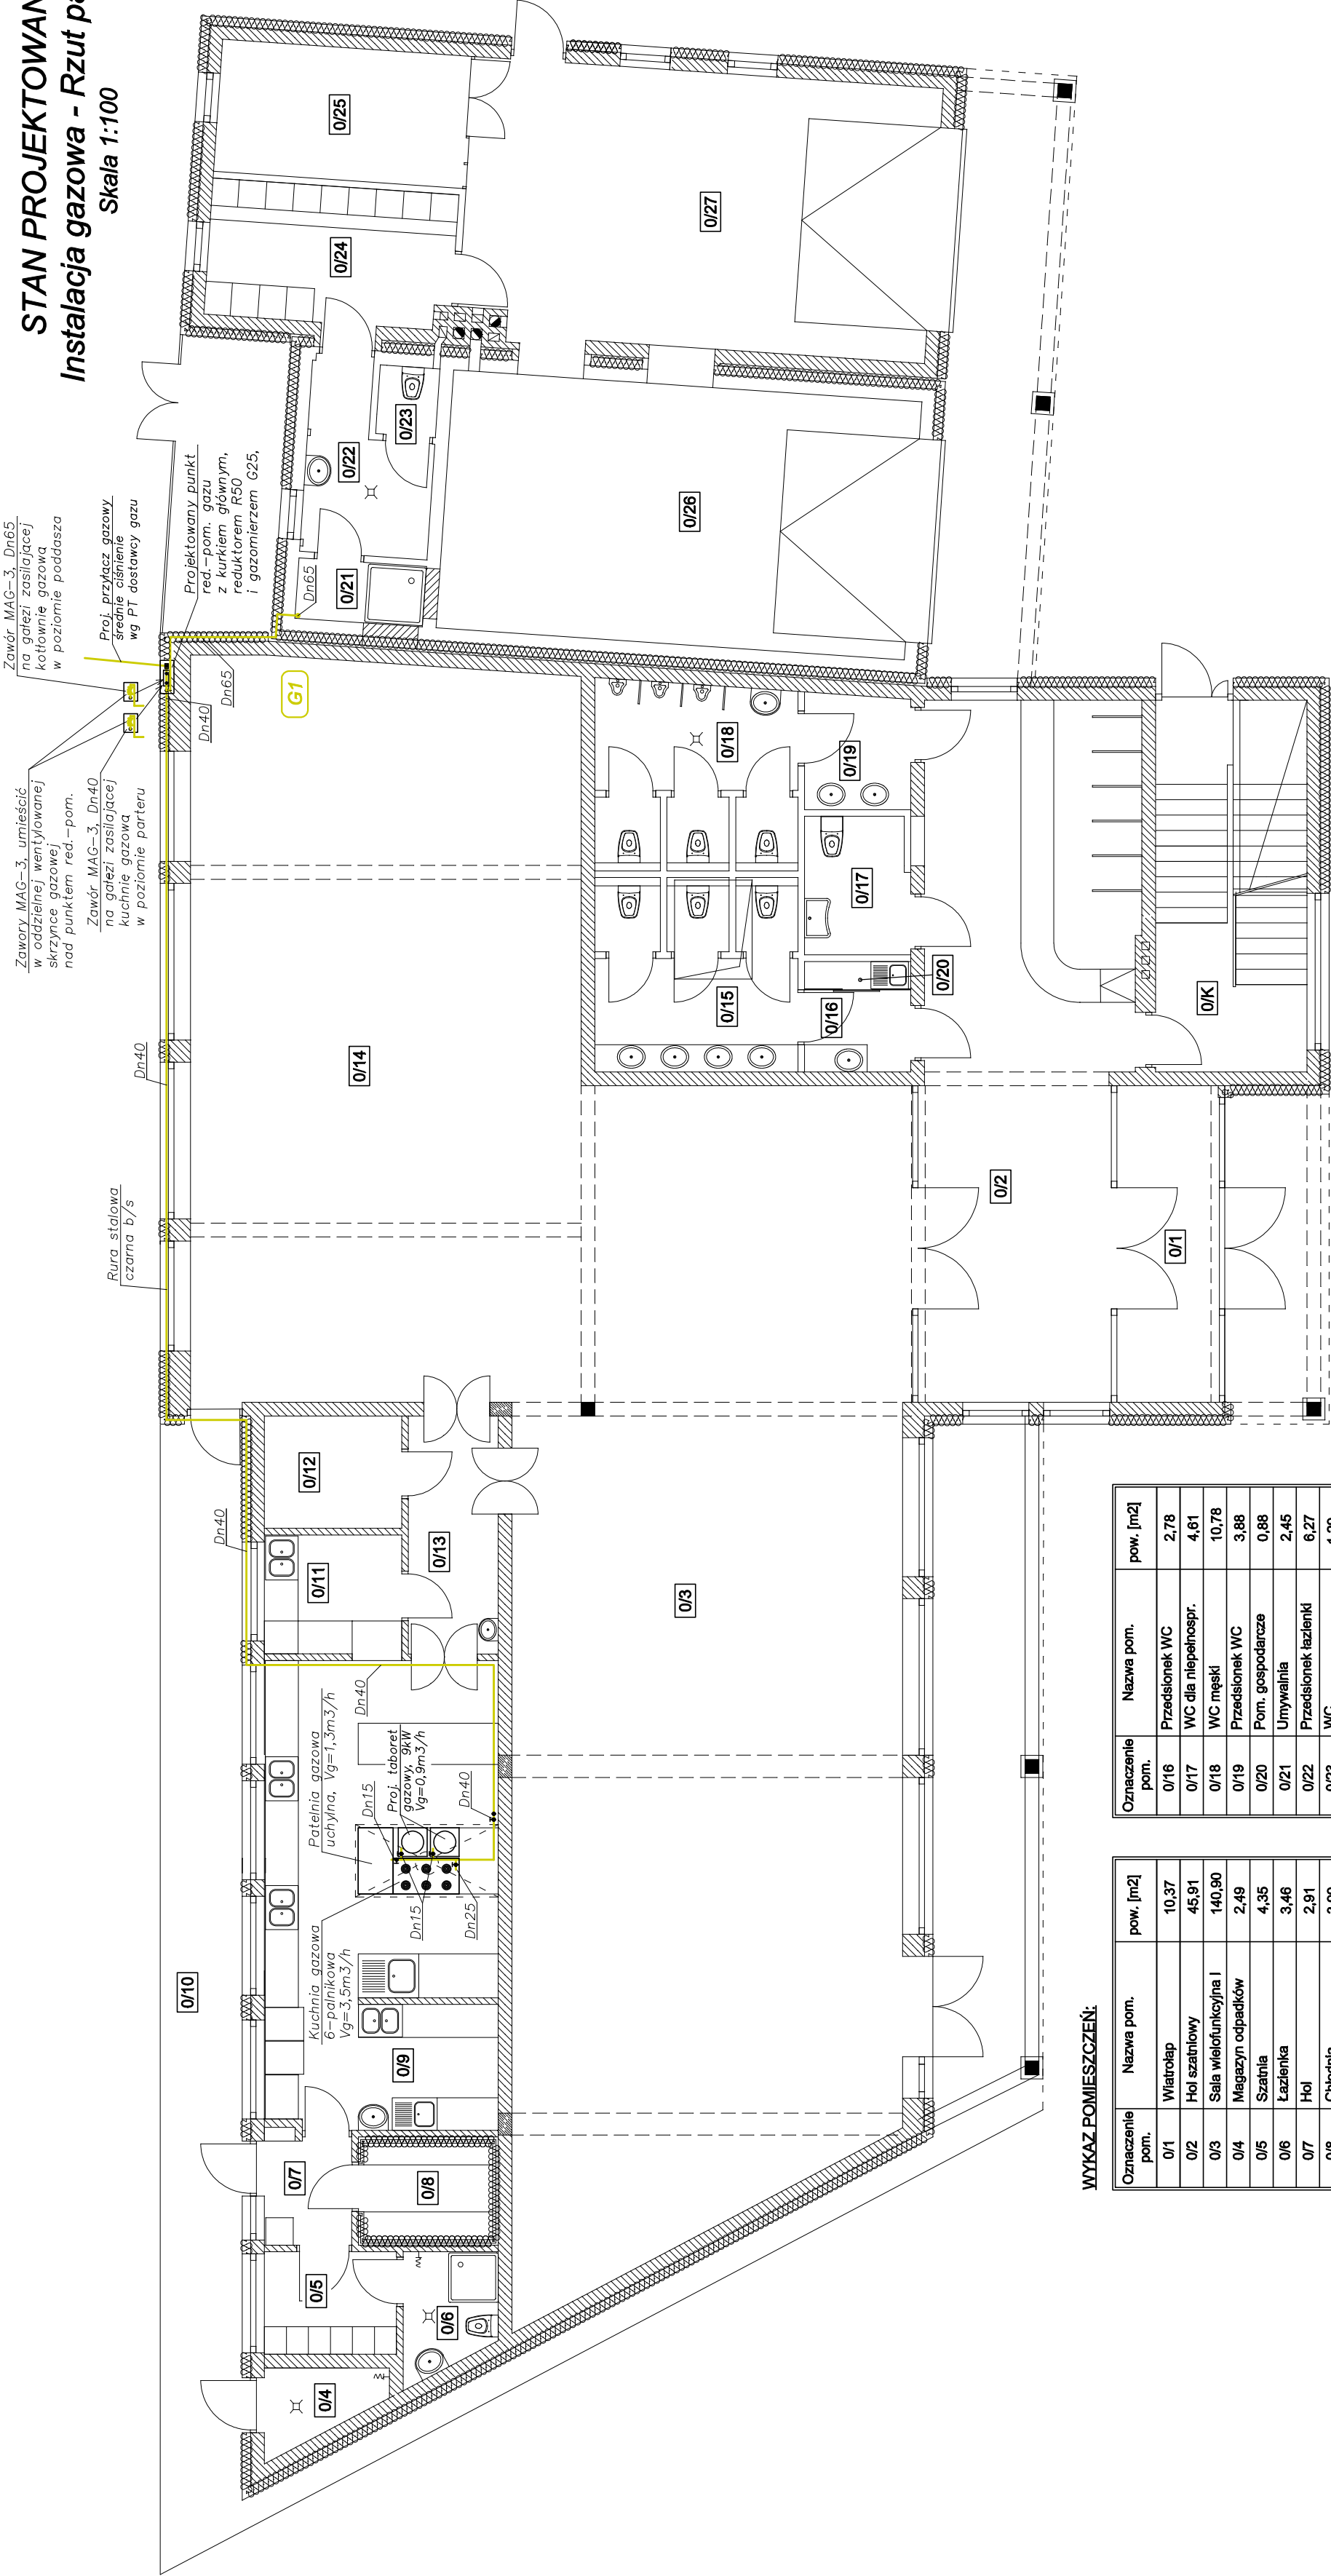 STAN PROJEKTOWAN
Instalacja gazowa - Rzut pa
Skala 1:100
Zawór MAG-3, Dn65
na gałęzi zasilającej
kotłownię gazową
w poziomie poddasza
Proj. przyłącz gazowy
średnie ciśnienie
wg PT dostawcy gazu
Projektowany punkt
red.-pom. gazu
z kurkiem głównym,
reduktorem R50
i gazomierzem G25,
Zawory MAG-3, umieścić
w oddzielnej wentylowanej
skrzynce gazowej
nad punktem red.-pom.
Zawór MAG-3, Dn40
na gałęzi zasilającej
kuchnię gazową
w poziomie parteru
Dn65
Dn65
Dn40
G1
Dn40
Rura stalowa
czarna b/s
Dn40
Dn40
Patelnia gazowa
uchylna, Vg=1,3m3/h
Dn15
Proj. taboret
gazowy, 9kW
Vg=0,9m3/h
Dn40
Kuchnia gazowa
6-palnikowa
Vg=3,5m3/h
Dn15
Dn25
0/25
0/24
0/27
0/23
0/22
0/21
0/26
0/18
0/19
0/17
0/20
0/15
0/16
0/14
0/K
0/2
0/1
0/12
0/13
0/11
0/3
0/10
0/9
0/8
0/7
0/5
0/6
0/4
WYKAZ POMIESZCZEŃ:
Oznaczenie pom. Nazwa pom. pow. [m2]
0/1 Wiatrołap 10,37
0/2 Hol szatniowy 45,91
0/3 Sala wielofunkcyjna I 140,90
0/4 Magazyn odpadków 2,49
0/5 Szatnia 4,35
0/6 Łazienka 3,46
0/7 Hol 2,91
Oznaczenie pom. Nazwa pom. pow. [m2]
0/16 Przedsionek WC 2,78
0/17 WC dla niepełnospr. 4,61
0/18 WC męski 10,78
0/19 Przedsionek WC 3,88
0/20 Pom. gospodarcze 0,88
0/21 Umywalnia 2,45
0/22 Przedsionek łazienki 6,27